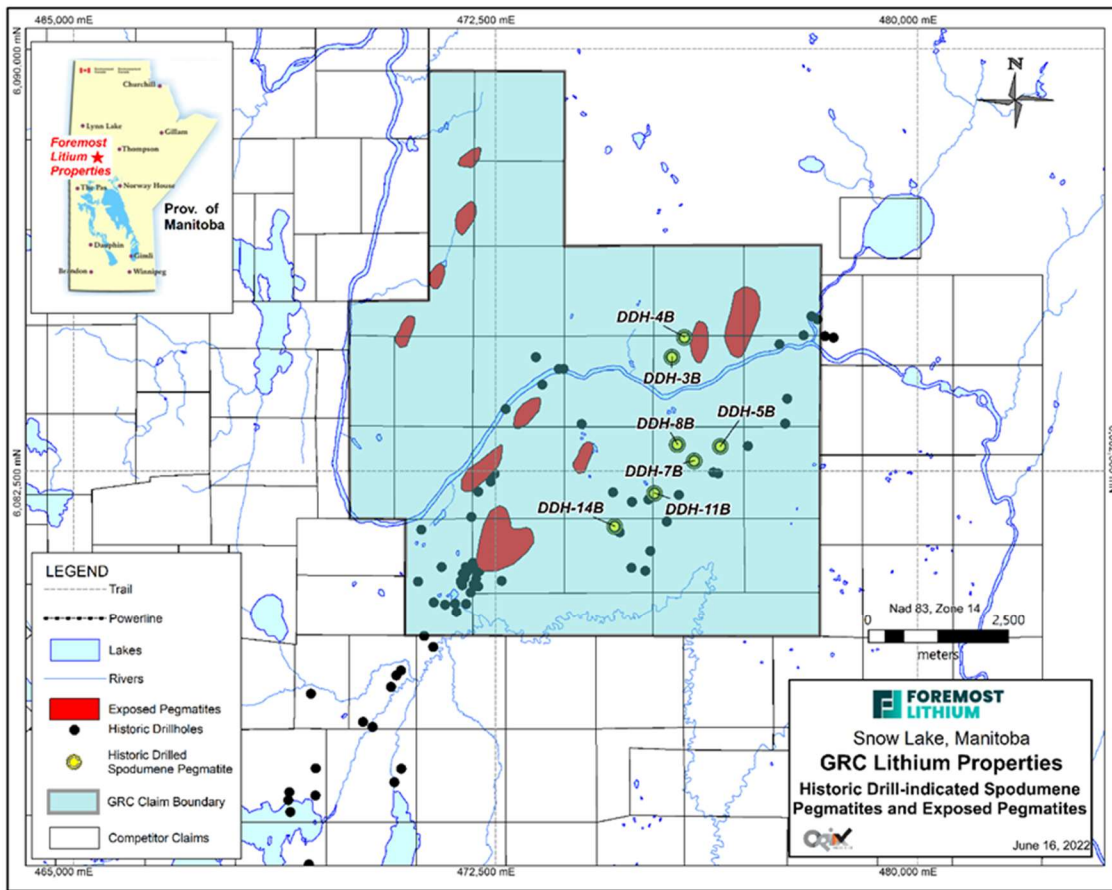 465,000 mE
472,500 mE
480,000 mE
6,090,000 mN
Churchill
Lynn Lake
Gillam
Foremost
Litium
Properties
Thompson
The Pas
Norway House
Prov. of
Manitoba
Dauphin
Gimli
Brandon
Winnipeg
N
DDH-4B
DDH-3B
DDH-8B
DDH-5B
DDH-7B
DDH-14B
DDH-11B
6,082,500 mN
LEGEND
Trail
Powerline
Lakes
Rivers
Exposed Pegmatites
Historic Drillholes
Historic Drilled
Spodumene Pegmatite
GRC Claim Boundary
Competitor Claims
Nad 83, Zone 14
0
2,500
meters
FOREMOST
LITHIUM
Snow Lake, Manitoba
GRC Lithium Properties
Historic Drill-indicated Spodumene
Pegmatites and Exposed Pegmatites
June 16, 2022
465,000 mE
472,500 mE
480,000 mE